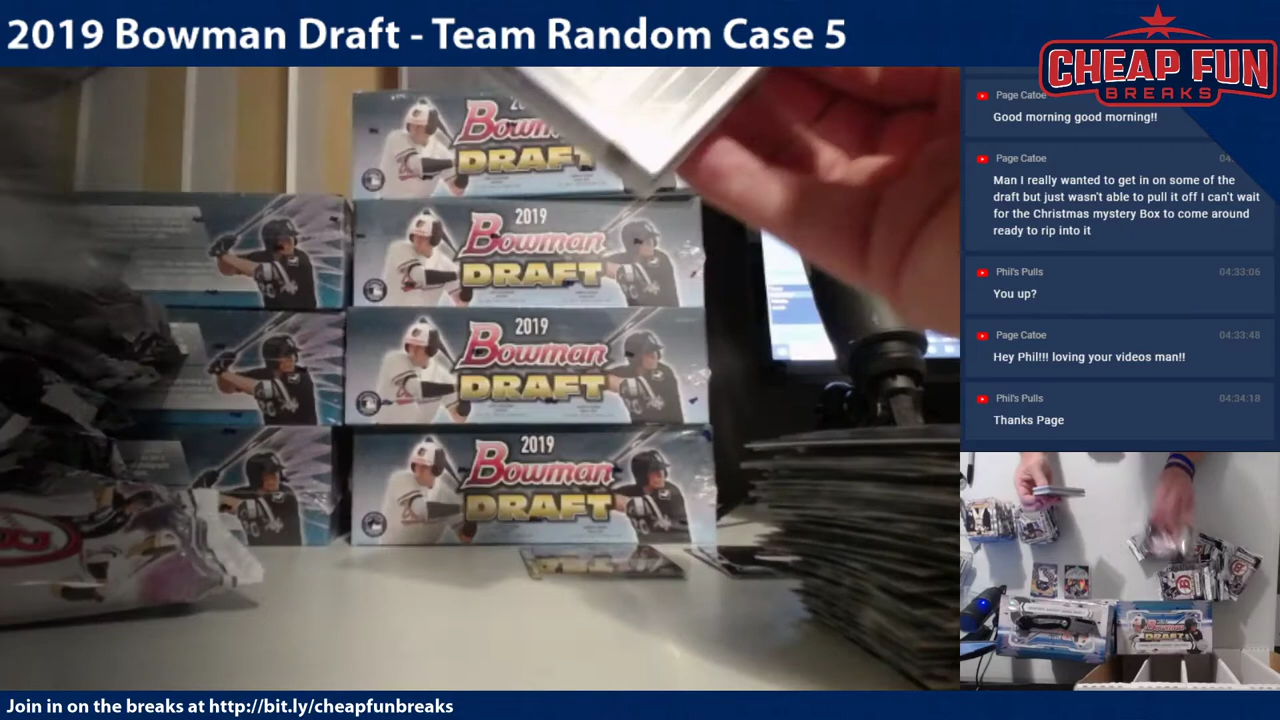 2019 Bowman Draft - Team Random Case 5
CHEAP FUN
BREAKS
Page Catoe
Good morning good morning!!
Page Catoe
Man I really wanted to get in on some of the
draft but just wasn't able to pull it off I can't wait
for the Christmas mystery Box to come around
ready to rip into it
Phil's Pulls 04:33:06
You up?
Page Catoe 04:33:48
Hey Phil!!! loving your videos man!!
Phil's Pulls 04:34:18
Thanks Page
DRAFT
2019
Bowman
DRAFT
2019
Bowman
DRAFT
2019
Bowman
DRAFT
B
DRAFT
Join in on the breaks at http://bit.ly/cheapfunbreaks